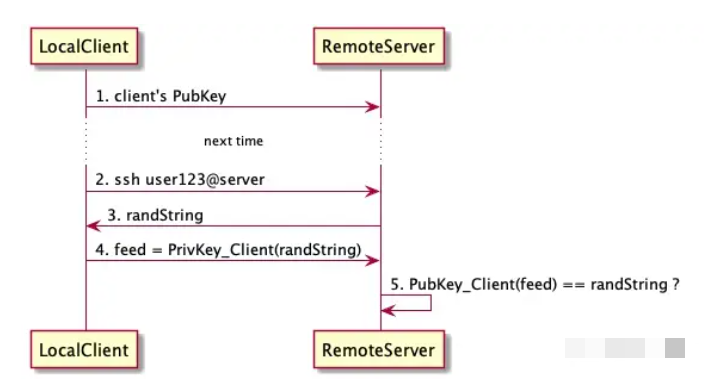 LocalClient RemoteServer
1. client's PubKey
next time
2. ssh user123@server
3. randString
4. feed = PrivKey_Client(randString)
5. PubKey_Client(feed) == randString ?
LocalClient RemoteServer